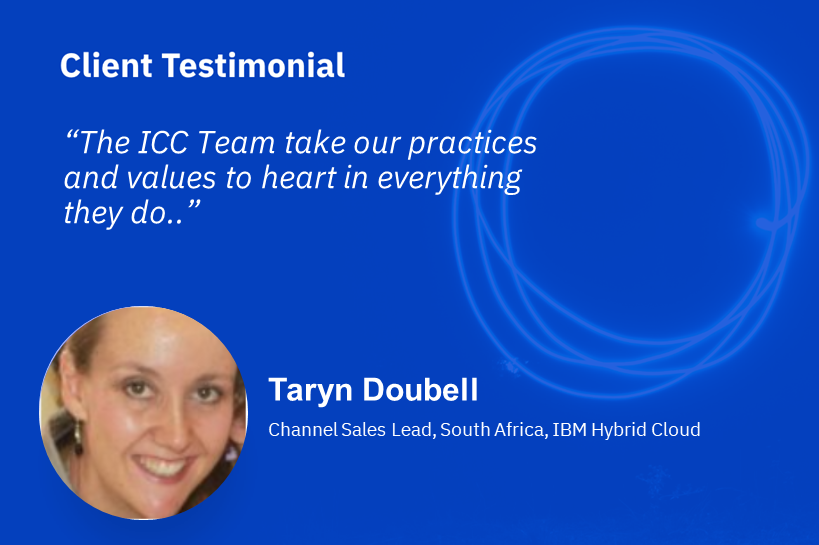 Client Testimonial
“The ICC Team take our practices
and values to heart in everything
they do..”
Taryn Doubell
Channel Sales Lead, South Africa, IBM Hybrid Cloud